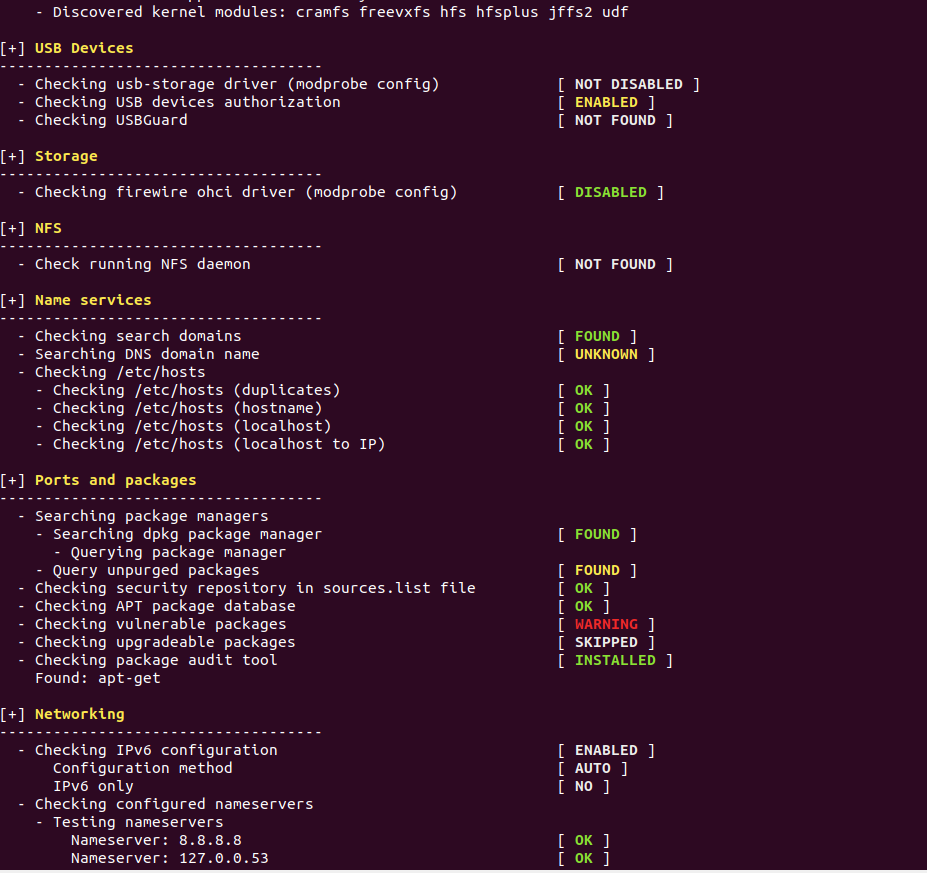 - Discovered kernel modules: cramfs freevxfs hfs hfsplus jffs2 udf
[+] USB Devices
------------------------------------
- Checking usb-storage driver (modprobe config) [ NOT DISABLED ]
- Checking USB devices authorization [ ENABLED ]
- Checking USBGuard [ NOT FOUND ]
[+] Storage
------------------------------------
- Checking firewire ohci driver (modprobe config) [ DISABLED ]
[+] NFS
------------------------------------
- Check running NFS daemon [ NOT FOUND ]
[+] Name services
------------------------------------
- Checking search domains [ FOUND ]
- Searching DNS domain name [ UNKNOWN ]
- Checking /etc/hosts
- Checking /etc/hosts (duplicates) [ OK ]
- Checking /etc/hosts (hostname) [ OK ]
- Checking /etc/hosts (localhost) [ OK ]
- Checking /etc/hosts (localhost to IP) [ OK ]
[+] Ports and packages
------------------------------------
- Searching package managers
- Searching dpkg package manager [ FOUND ]
- Querying package manager
- Query unpurged packages [ FOUND ]
- Checking security repository in sources.list file [ OK ]
- Checking APT package database [ OK ]
- Checking vulnerable packages [ WARNING ]
- Checking upgradeable packages [ SKIPPED ]
- Checking package audit tool [ INSTALLED ]
Found: apt-get
[+] Networking
------------------------------------
- Checking IPv6 configuration [ ENABLED ]
Configuration method [ AUTO ]
IPv6 only [ NO ]
- Checking configured nameservers
- Testing nameservers
Nameserver: 8.8.8.8 [ OK ]
Nameserver: 127.0.0.53 [ OK ]